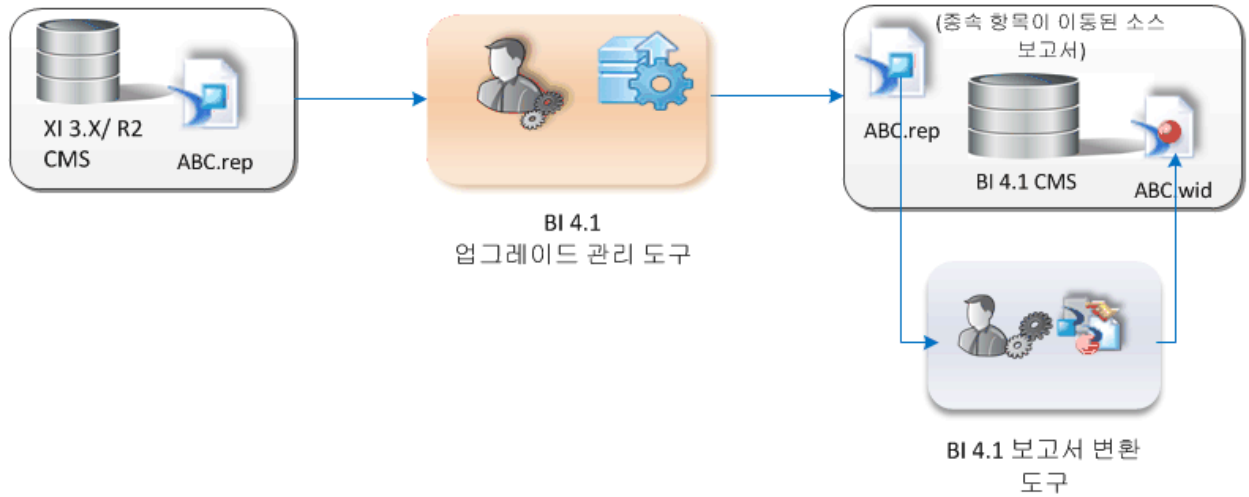 XI 3.X/ R2
CMS
ABC.rep
BI 4.1
업그레이드 관리 도구
(종속 항목이 이동된 소스
보고서)
ABC.rep
BI 4.1 CMS
ABC.wid
BI 4.1 보고서 변환
도구